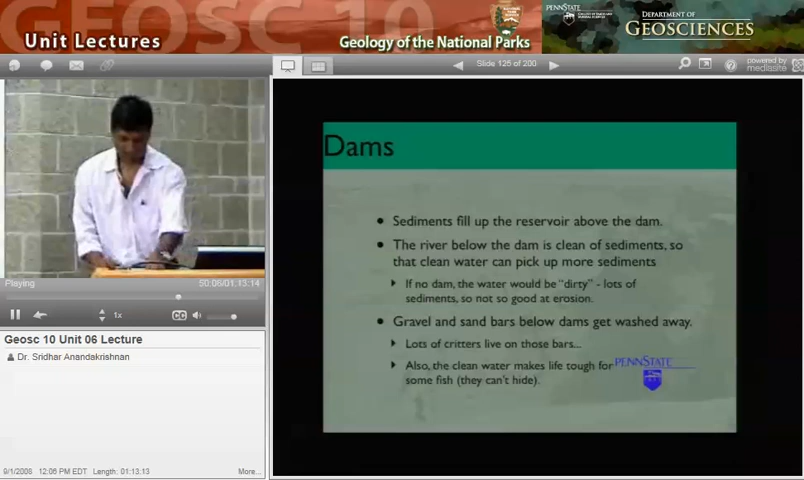 GEOSC 10
Unit Lectures
Geology of the National Parks
PENNSTATE
DEPARTMENT OF
GEOSCIENCES
Slide 125 of 200
powered by
mediasite
Dams
• Sediments fill up the reservoir above the dam.
• The river below the dam is clean of sediments, so
that clean water can pick up more sediments
If no dam, the water would be “dirty” - lots of
sediments, so not so good at erosion.
• Gravel and sand bars below dams get washed away.
Lots of critters live on those bars...
Also, the clean water makes life tough for
some fish (they can't hide).
PENNSTATE
Playing
50:06/01:13:14
1x
CC
Geosc 10 Unit 06 Lecture
Dr. Sridhar Anandakrishnan
9/1/2008 12:06 PM EDT Length: 01:13:13
More...